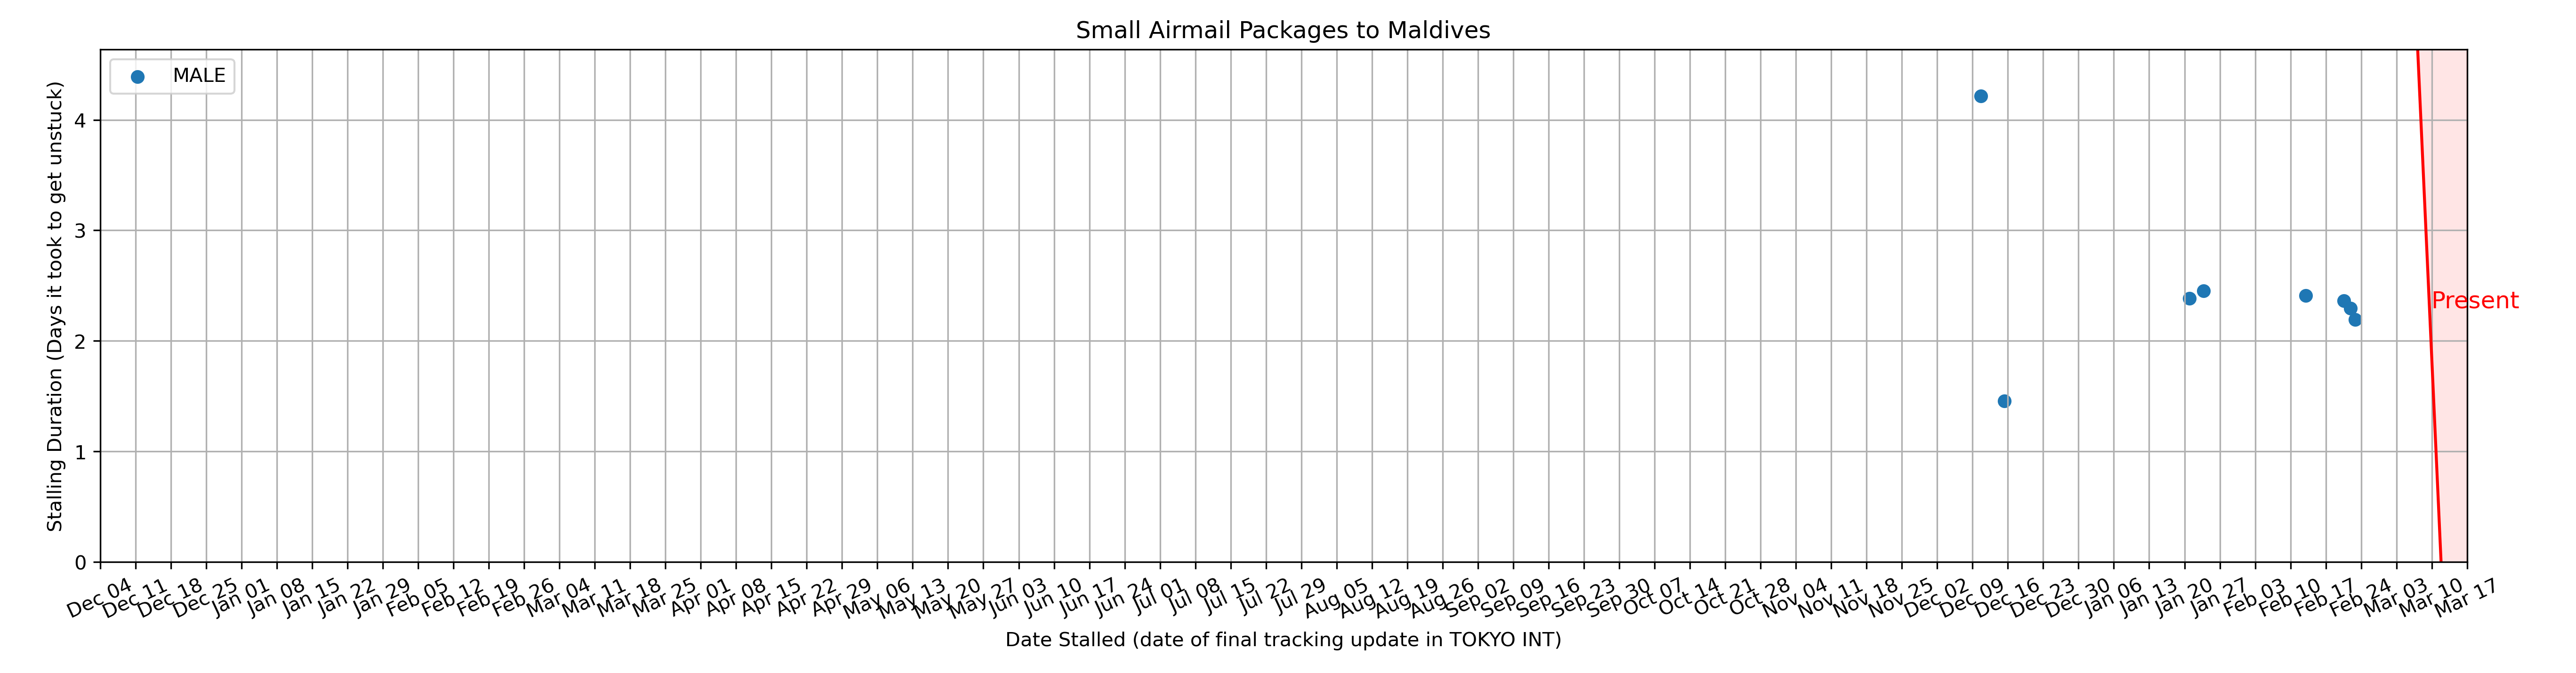 Small Airmail Packages to Maldives
MALE
Stalling Duration (Days it took to get unstuck)
4
3
2
1
0
Present
Dec 04
Dec 11
Dec 18
Dec 25
Jan 01
Jan 08
Jan 15
Jan 22
Jan 29
Feb 05
Feb 12
Feb 19
Feb 26
Mar 04
Mar 11
Mar 18
Mar 25
Apr 01
Apr 08
Apr 15
Apr 22
Apr 29
May 06
May 13
May 20
May 27
Jun 03
Jun 10
Jun 17
Jun 24
Jul 01
Jul 08
Jul 15
Jul 22
Jul 29
Aug 05
Aug 12
Aug 19
Aug 26
Sep 02
Sep 09
Sep 16
Sep 23
Sep 30
Oct 07
Oct 14
Oct 21
Oct 28
Nov 04
Nov 11
Nov 18
Nov 25
Dec 02
Dec 09
Dec 16
Dec 23
Dec 30
Jan 06
Jan 13
Jan 20
Jan 27
Feb 03
Feb 10
Feb 17
Feb 24
Mar 03
Mar 10
Mar 17
Date Stalled (date of final tracking update in TOKYO INT)